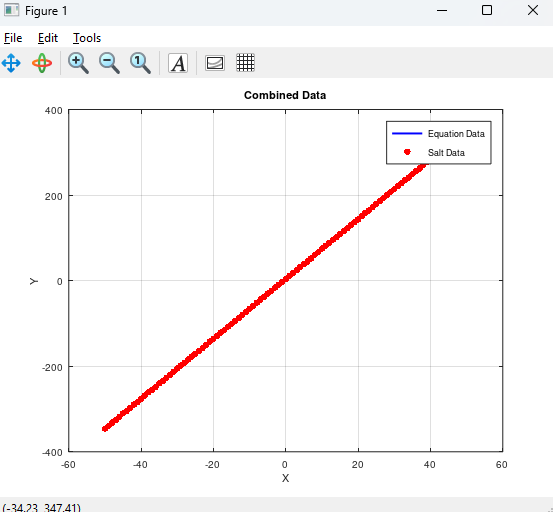 Figure 1
File Edit Tools
1 A
Combined Data
400
Equation Data
Salt Data
200
0
Y
-200
-400
-60 -40 -20 0 20 40 60
X
(-34.23, 347.41)